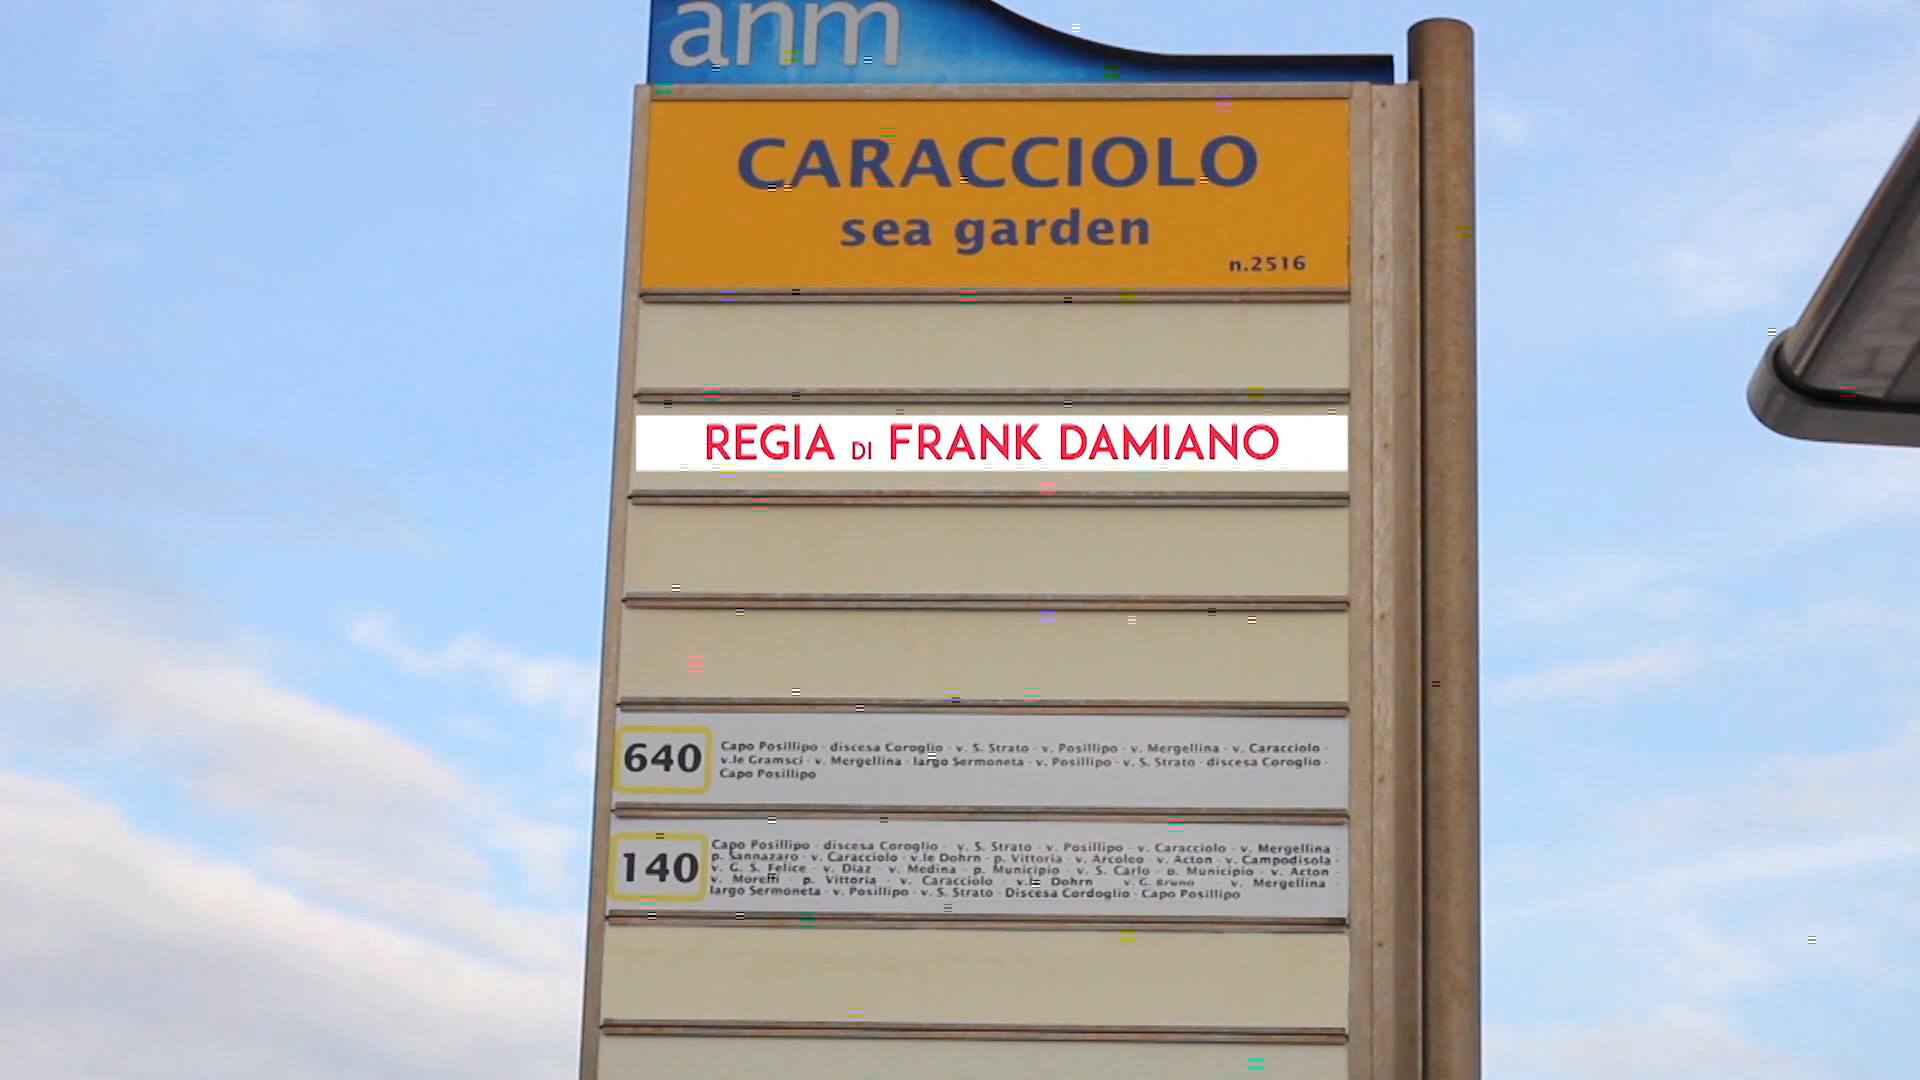 anm
CARACCIOLO
sea garden
n.2516
REGIA DI FRANK DAMIANO
640
Capo Posillipo - discesa Coroglio - v. S. Strato - v. Posillipo - v. Mergellina - v. Caracciolo -
v.le Gramsci - v. Mergellina - largo Sermoneta - v. Posillipo - v. S. Strato - discesa Coroglio -
Capo Posillipo
140
Capo Posillipo - discesa Coroglio - v. S. Strato - v. Posillipo - v. Caracciolo - v. Mergellina
p. Sannazaro - v. Caracciolo - v.le Dohrn - p. Vittoria - v. Arcoleo - v. Acton - v. Campodisola -
v. G. S. Felice - v. Diaz - v. Medina - p. Municipio - v. S. Carlo - p. Municipio - v. Acton -
v. Morelli - p. Vittoria - v. Caracciolo - v.le Dohrn - v. G. Bruno - v. Mergellina -
largo Sermoneta - v. Posillipo - v. S. Strato - Discesa Cordoglio - Capo Posillipo